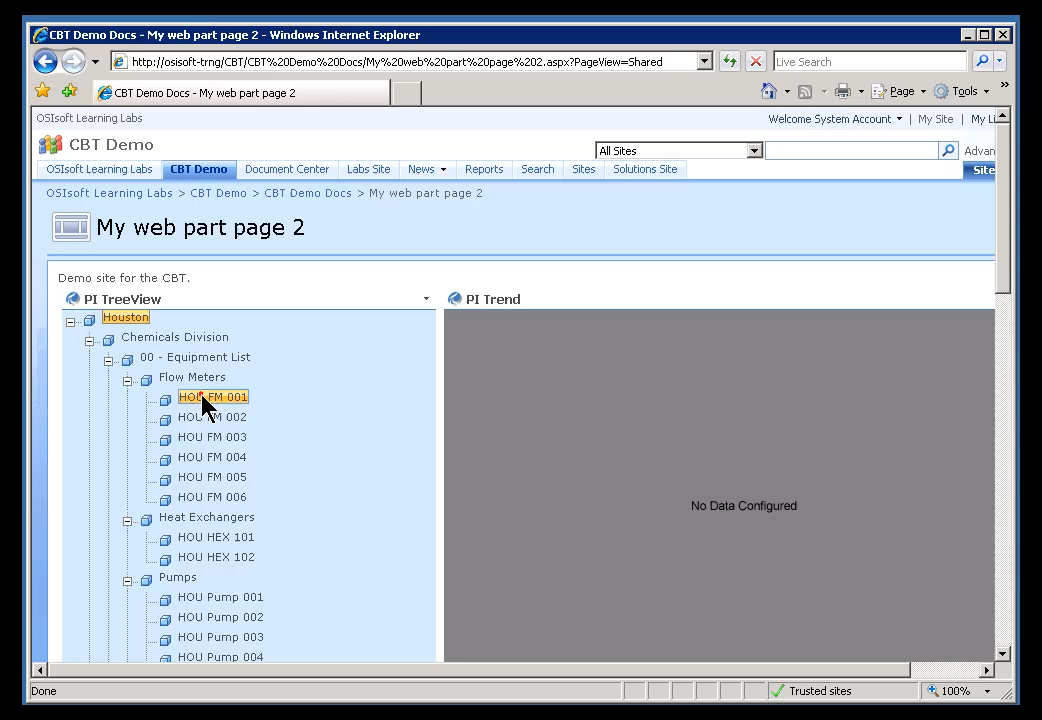 CBT Demo Docs - My web part page 2 - Windows Internet Explorer
http://osisoft-trng/CBT/CBT%20Demo%20Docs/My%20web%20part%20page%202.aspx?PageView=Shared
Live Search
CBT Demo Docs - My web part page 2
Page
Tools
OSIsoft Learning Labs
Welcome System Account
My Site
My Li
CBT Demo
All Sites
Advan
OSIsoft Learning Labs
CBT Demo
Document Center
Labs Site
News
Reports
Search
Sites
Solutions Site
Site
OSIsoft Learning Labs > CBT Demo > CBT Demo Docs > My web part page 2
My web part page 2
Demo site for the CBT.
PI TreeView
PI Trend
Houston
Chemicals Division
00 - Equipment List
Flow Meters
HOU FM 001
HOU FM 002
HOU FM 003
HOU FM 004
HOU FM 005
HOU FM 006
No Data Configured
Heat Exchangers
HOU HEX 101
HOU HEX 102
Pumps
HOU Pump 001
HOU Pump 002
HOU Pump 003
HOU Pump 004
Done
Trusted sites
100%